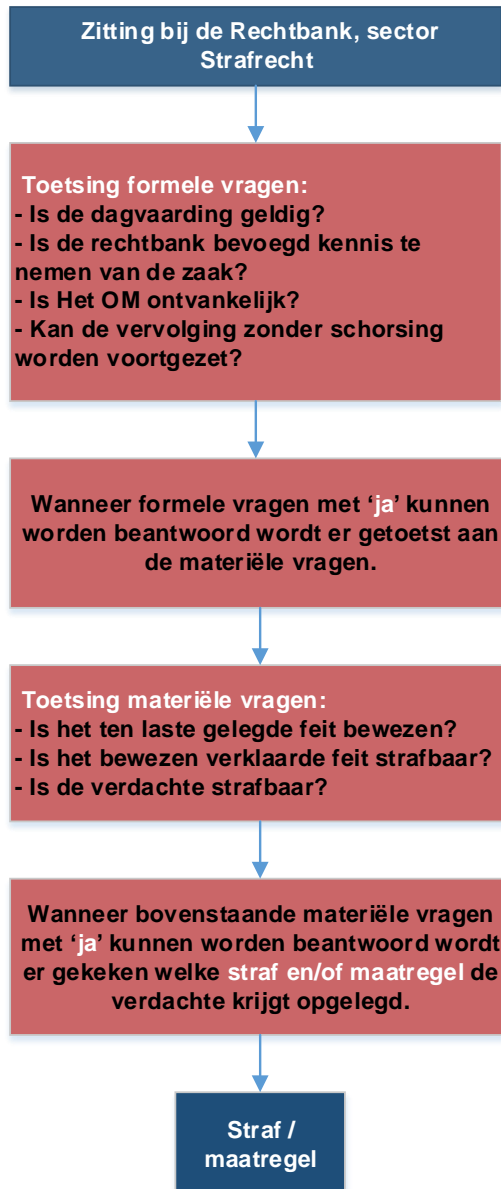 Zitting bij de Rechtbank, sector
Strafrecht
Toetsing formele vragen:
- Is de dagvaarding geldig?
- Is de rechtbank bevoegd kennis te
nemen van de zaak?
- Is Het OM ontvankelijk?
- Kan de vervolging zonder schorsing
worden voortgezet?
Wanneer formele vragen met ‘ja’ kunnen
worden beantwoord wordt er getoetst aan
de materiële vragen.
Toetsing materiële vragen:
- Is het ten laste gelegde feit bewezen?
- Is het bewezen verklaarde feit strafbaar?
- Is de verdachte strafbaar?
Wanneer bovenstaande materiële vragen
met ‘ja’ kunnen worden beantwoord wordt
er gekeken welke straf en/of maatregel de
verdachte krijgt opgelegd.
Straf /
maatregel